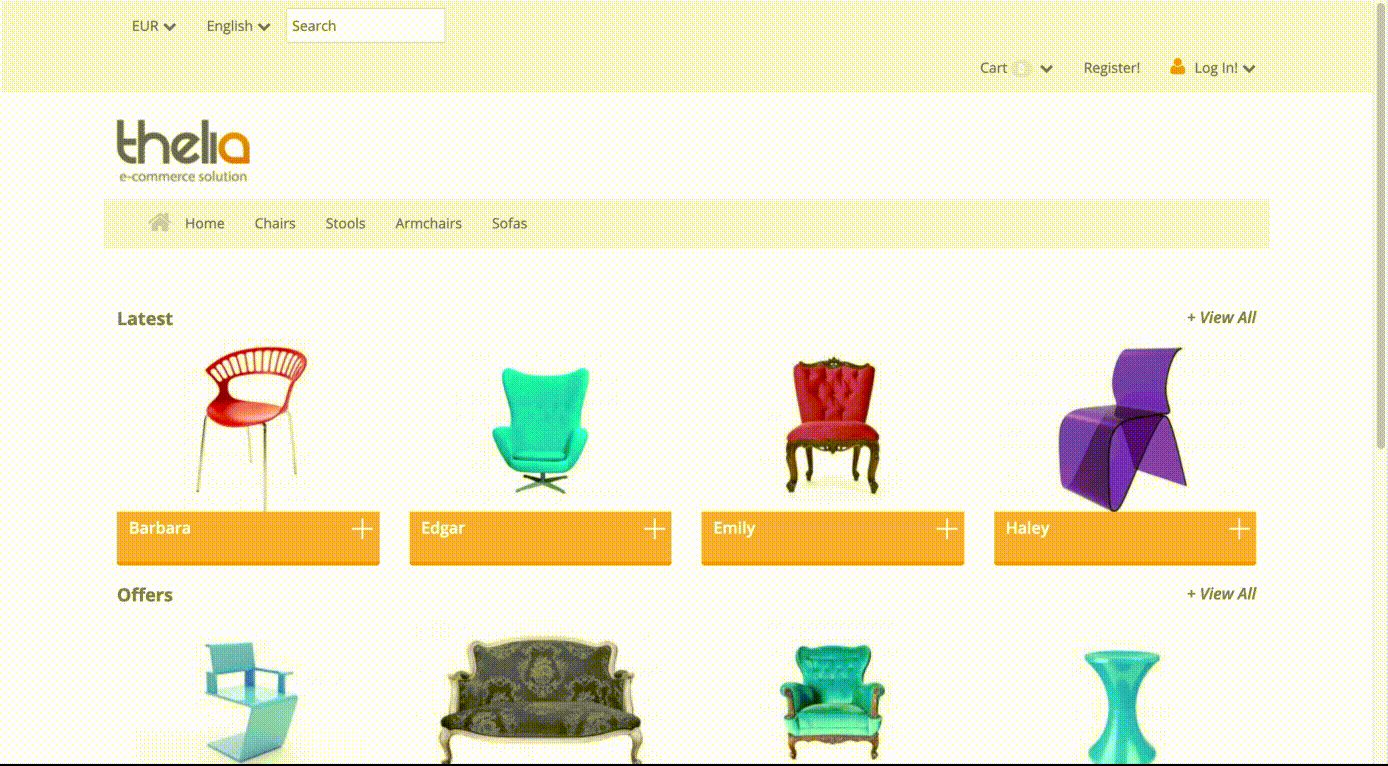 EUR English Search
Cart Register! Log In!
thelia
e-commerce solution
Home Chairs Stools Armchairs Sofas
Latest + View All
Barbara Edgar Emily Haley
Offers + View All